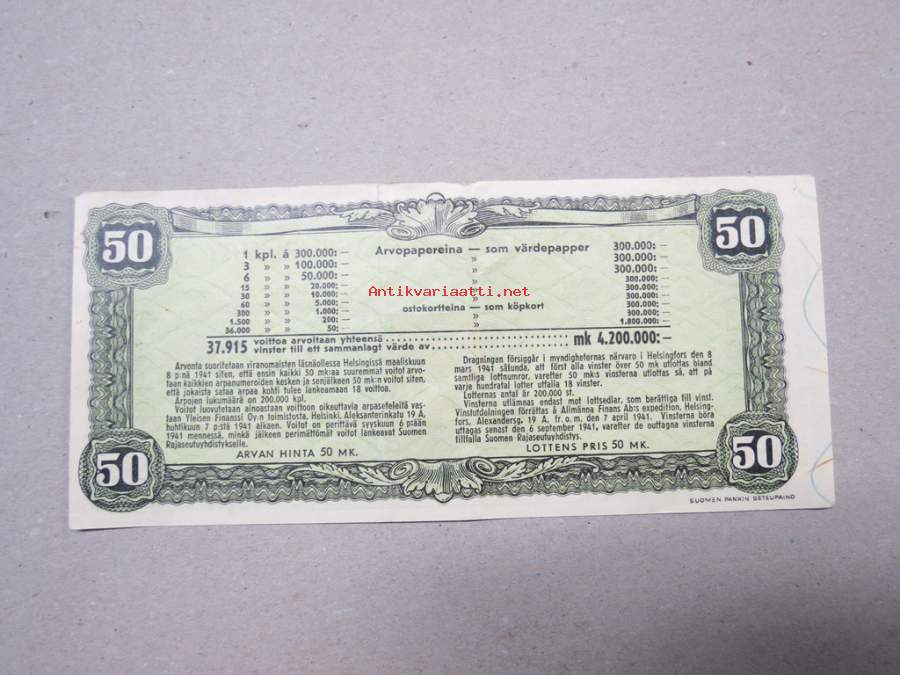 50
50
1 kpl. á 300.000:— Arvopapereina — som värdepapper 300.000:—
3 » » 100.000:— » 300.000:—
6 » » 50.000:— » 300.000:—
15 » » 20.000:— 300.000:—
30 » » 10.000:— 300.000:—
Antikvariaatti.net
60 » » 5.000:— 300.000:—
300 » » 1.000:— ostokortteina — som köpkort 300.000:—
1.500 » » 200:— » 300.000:—
36.000 » » 50:— » 1.800.000:—
37.915 voittoa arvoltaan yhteensä
vinster till ett sammanlagt värde av mk 4.200.000:—
Arvonta suoritetaan viranomaisten läsnäollessa Helsingissä maaliskuun
8 p:nä 1941 siten, että ensin kaikki 50 mk:aa suuremmat voitot arvo-
taan kaikkien arpanumeroiden kesken ja senjälkeen 50 mk:n voitot siten,
että jokaista sataa arpaa kohti tulee lankeamaan 18 voittoa.
Arpojen lukumäärä on 200.000 kpl.
Voitot luovutetaan ainoastaan voittoon oikeuttavia arpaseteleitä vas-
taan Yleisen Finanssi Oy:n toimistosta, Helsinki, Aleksanterinkatu 19 A,
huhtikuun 7 p:stä 1941 alkaen. Voitot on perittävä syyskuun 6 p:ään
1941 mennessä, minkä jälkeen perimättömät voitot lankeavat Suomen
Rajaseutuyhdistykselle.
ARVAN HINTA 50 MK.
Dragningen försiggår i myndigheternas närvaro i Helsingfors den 8
mars 1941 sålunda, att först alla vinster över 50 mk utlottas bland
samtliga lottnumror, varefter 50 mk:s vinsterna utlottas så, att på
varje hundratal lotter utfalla 18 vinster.
Lotternas antal är 200.000 st.
Vinsterna utlämnas endast mot lottsedlar, som berättiga till vinst.
Vinstutdelningen förrättas å Allmänna Finans Ab:s expedition, Helsing-
fors, Alexandersg. 19 A, fr. o. m. den 7 april 1941. Vinsterna böra
uttagas senast den 6 september 1941, varefter de outtagna vinsterna
tillfalla Suomen Rajaseutuyhdistys.
LOTTENS PRIS 50 MK.
50
50
SUOMEN PANKIN SETELIPAINO